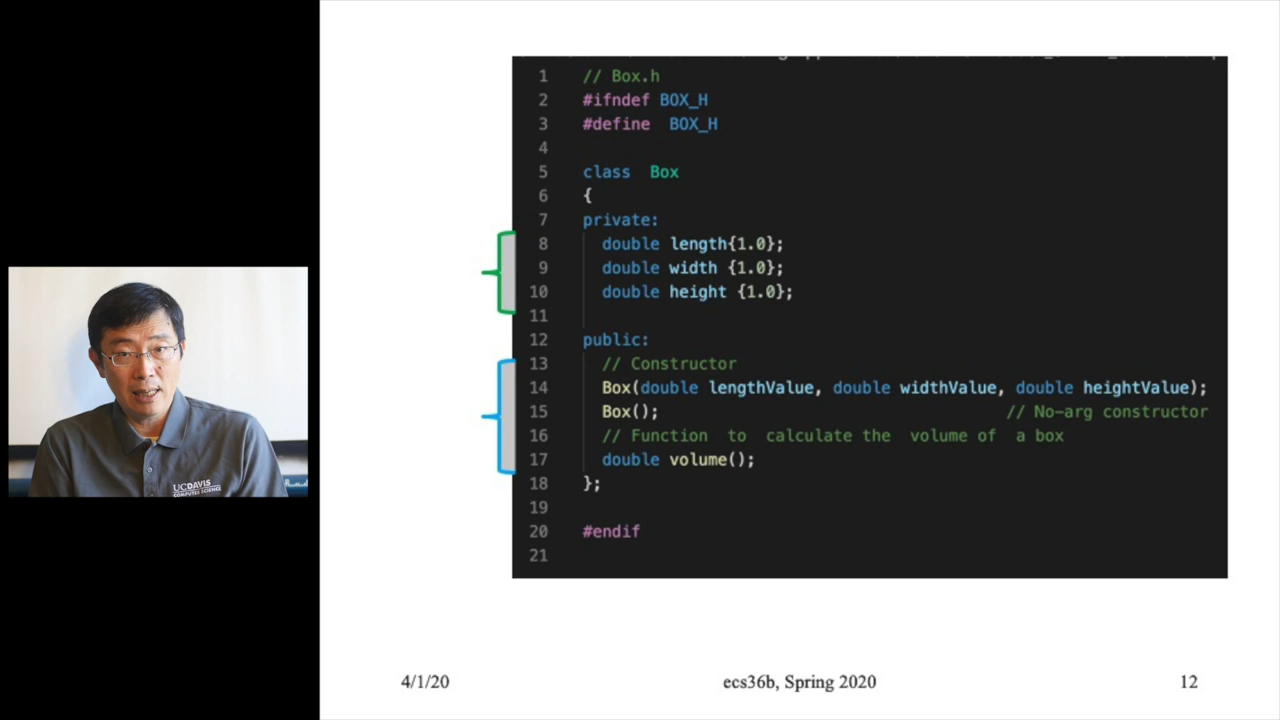 1 // Box.h
2 #ifndef BOX_H
3 #define BOX_H
4
5 class Box
6 {
7 private:
8 double length{1.0};
9 double width {1.0};
10 double height {1.0};
11
12 public:
13 // Constructor
14 Box(double lengthValue, double widthValue, double heightValue);
15 Box(); // No-arg constructor
16 // Function to calculate the volume of a box
17 double volume();
18 };
19
20 #endif
21
UCDAVIS
COMPUTER SCIENCE
4/1/20 ecs36b, Spring 2020 12